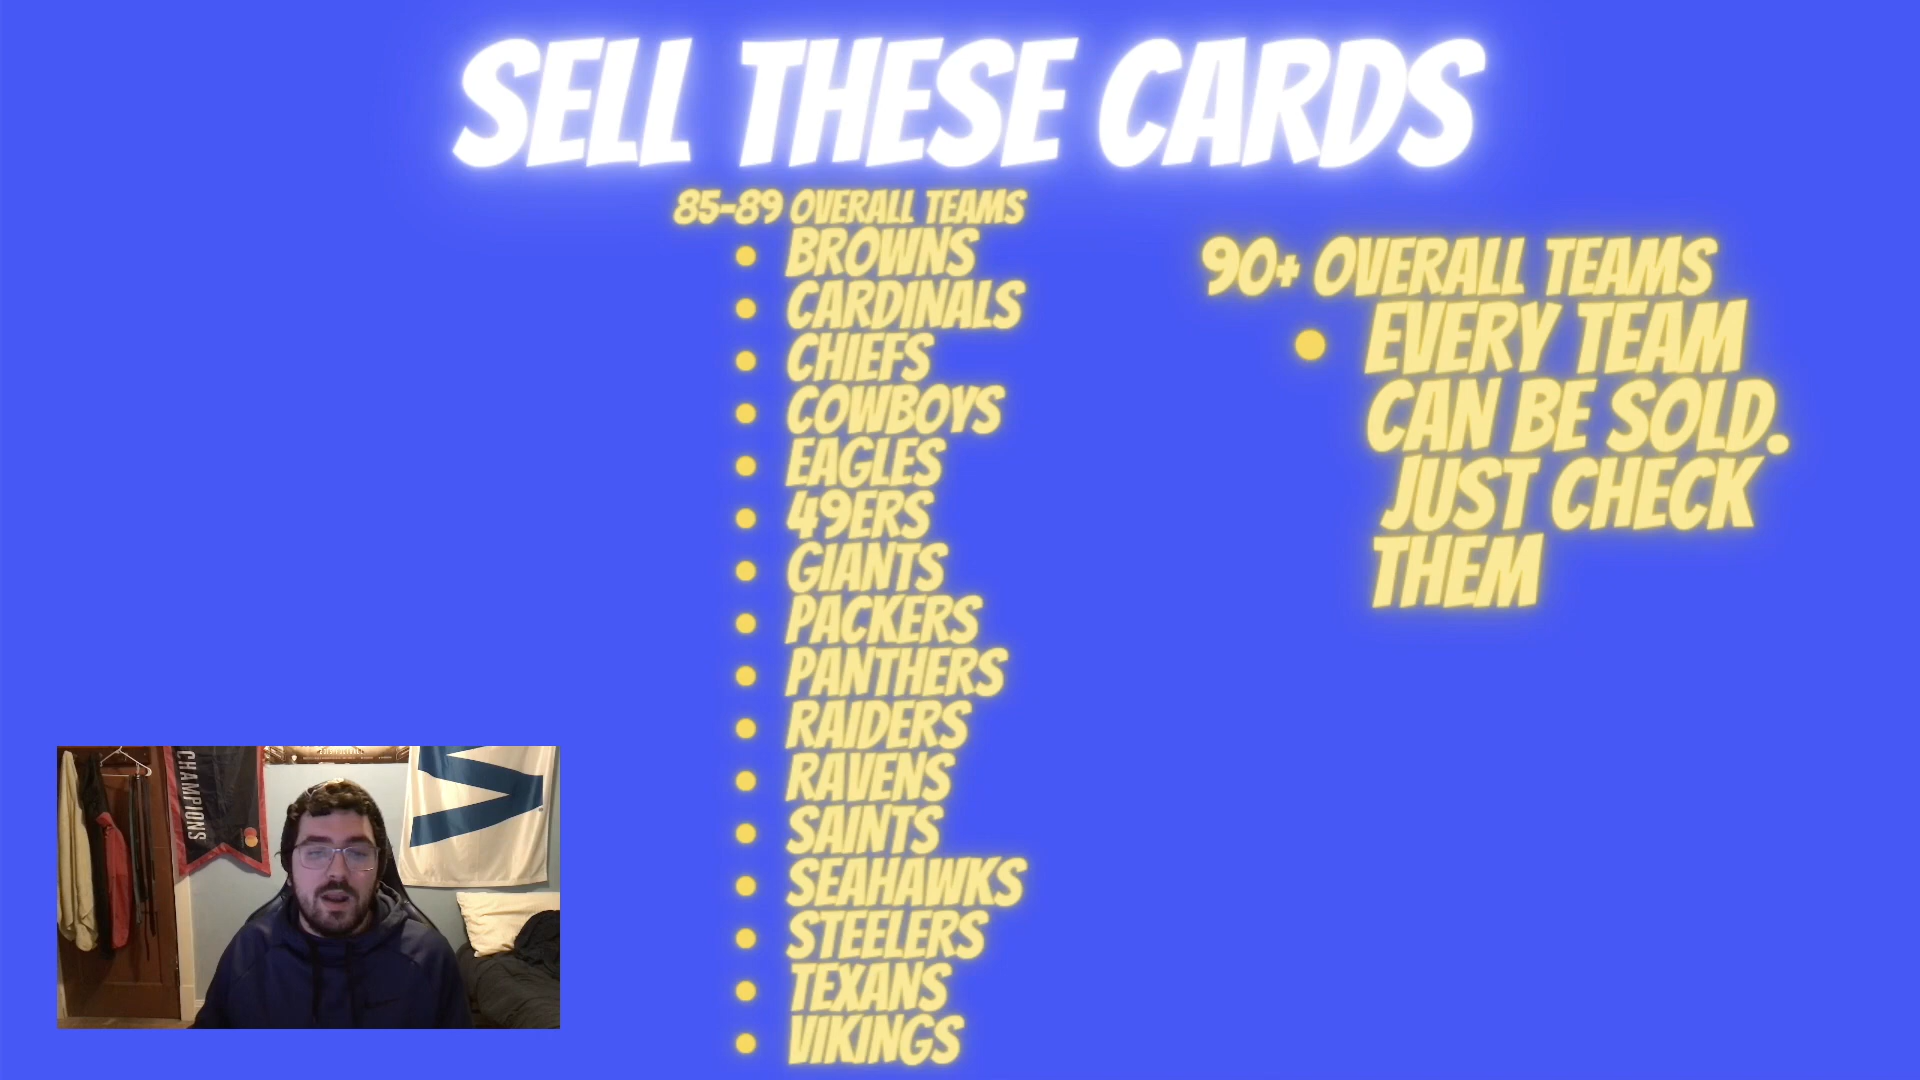 SELL THESE CARDS
85-89 OVERALL TEAMS
• BROWNS
• CARDINALS
• CHIEFS
• COWBOYS
• EAGLES
• 49ERS
• GIANTS
• PACKERS
• PANTHERS
• RAIDERS
• RAVENS
• SAINTS
• SEAHAWKS
• STEELERS
• TEXANS
• VIKINGS
90+ OVERALL TEAMS
• EVERY TEAM
CAN BE SOLD.
JUST CHECK
THEM
CHAMPIONS
W